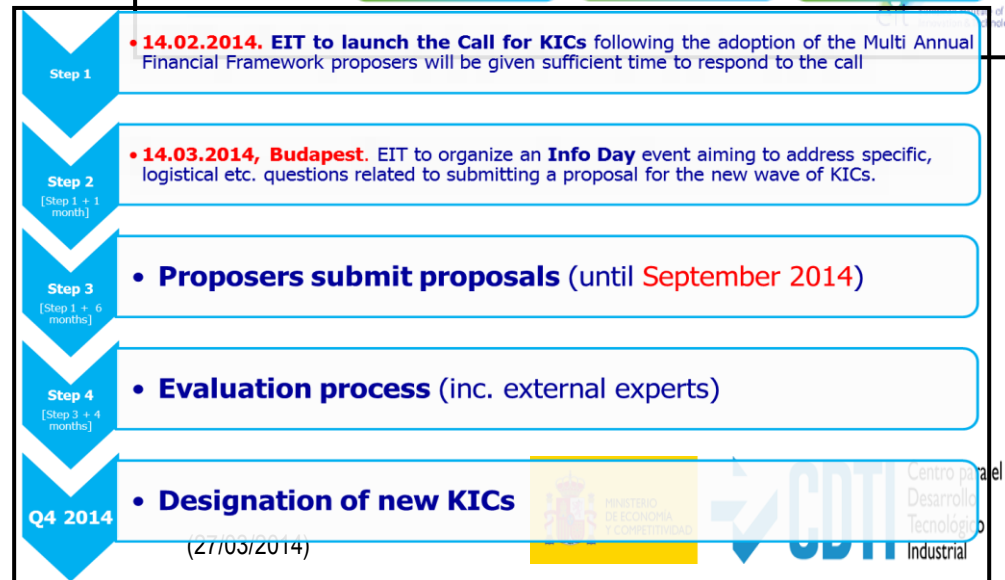 eit
Step 1
• 14.02.2014. EIT to launch the Call for KICs following the adoption of the Multi Annual
Financial Framework proposers will be given sufficient time to respond to the call
Step 2
[Step 1 + 1
month]
• 14.03.2014, Budapest. EIT to organize an Info Day event aiming to address specific,
logistical etc. questions related to submitting a proposal for the new wave of KICs.
Step 3
[Step 1 + 6
months]
• Proposers submit proposals (until September 2014)
Step 4
[Step 3 + 4
months]
• Evaluation process (inc. external experts)
Q4 2014
• Designation of new KICs
(27/03/2014)
MINISTERIO
DE ECONOMÍA
Y COMPETITIVIDAD
CDTI
Centro para el
Desarrollo
Tecnológico
Industrial